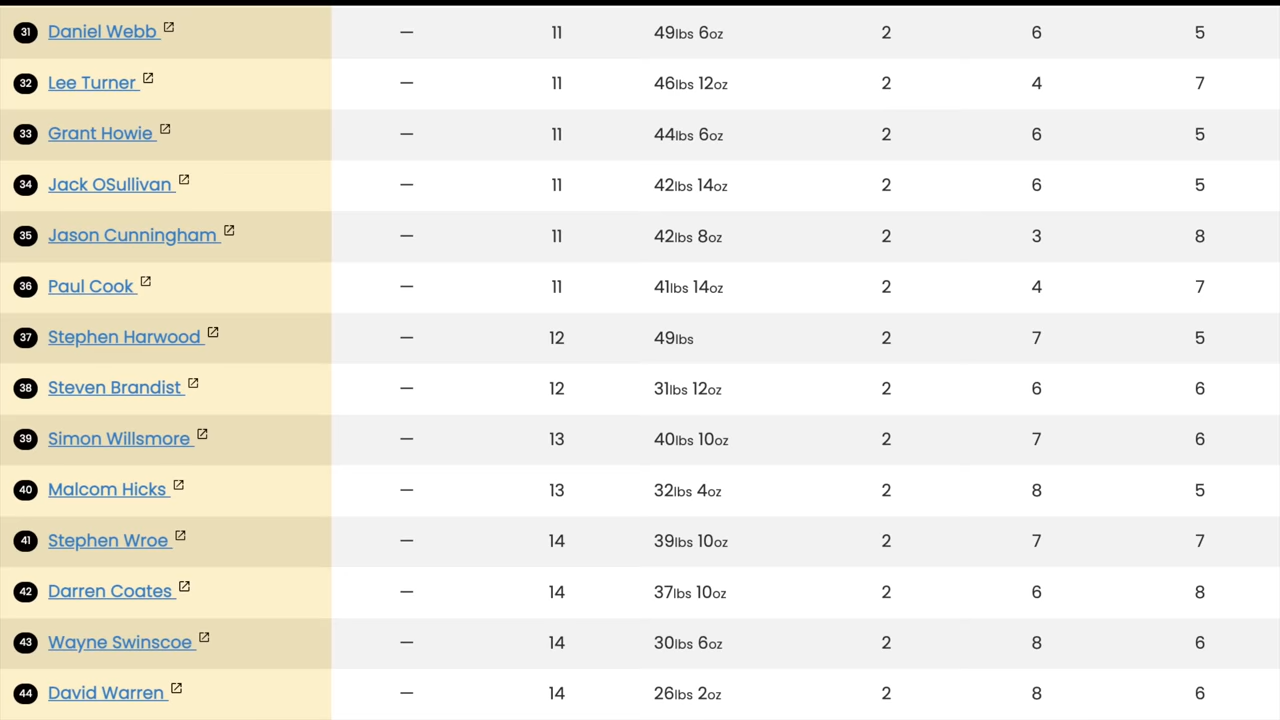 31 Daniel Webb — 11 49lbs 6oz 2 6 5
32 Lee Turner — 11 46lbs 12oz 2 4 7
33 Grant Howie — 11 44lbs 6oz 2 6 5
34 Jack OSullivan — 11 42lbs 14oz 2 6 5
35 Jason Cunningham — 11 42lbs 8oz 2 3 8
36 Paul Cook — 11 41lbs 14oz 2 4 7
37 Stephen Harwood — 12 49lbs 2 7 5
38 Steven Brandist — 12 31lbs 12oz 2 6 6
39 Simon Willsmore — 13 40lbs 10oz 2 7 6
40 Malcom Hicks — 13 32lbs 4oz 2 8 5
41 Stephen Wroe — 14 39lbs 10oz 2 7 7
42 Darren Coates — 14 37lbs 10oz 2 6 8
43 Wayne Swinscoe — 14 30lbs 6oz 2 8 6
44 David Warren — 14 26lbs 2oz 2 8 6